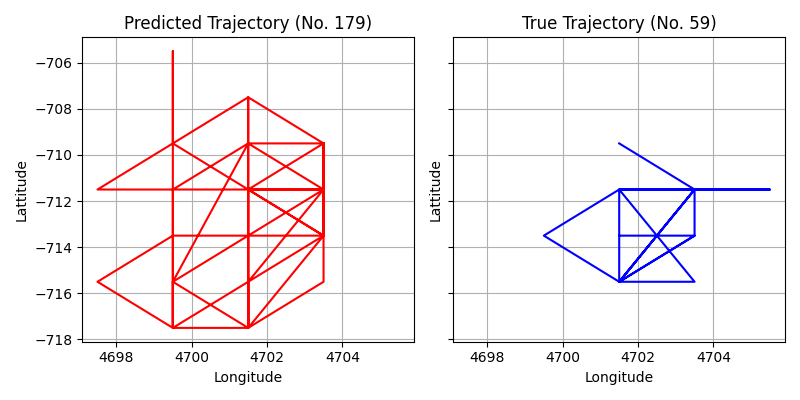 Predicted Trajectory (No. 179)
True Trajectory (No. 59)
−706
−708
−710
−712
−714
−716
−718
Lattitude
Lattitude
4698 4700 4702 4704
4698 4700 4702 4704
Longitude
Longitude